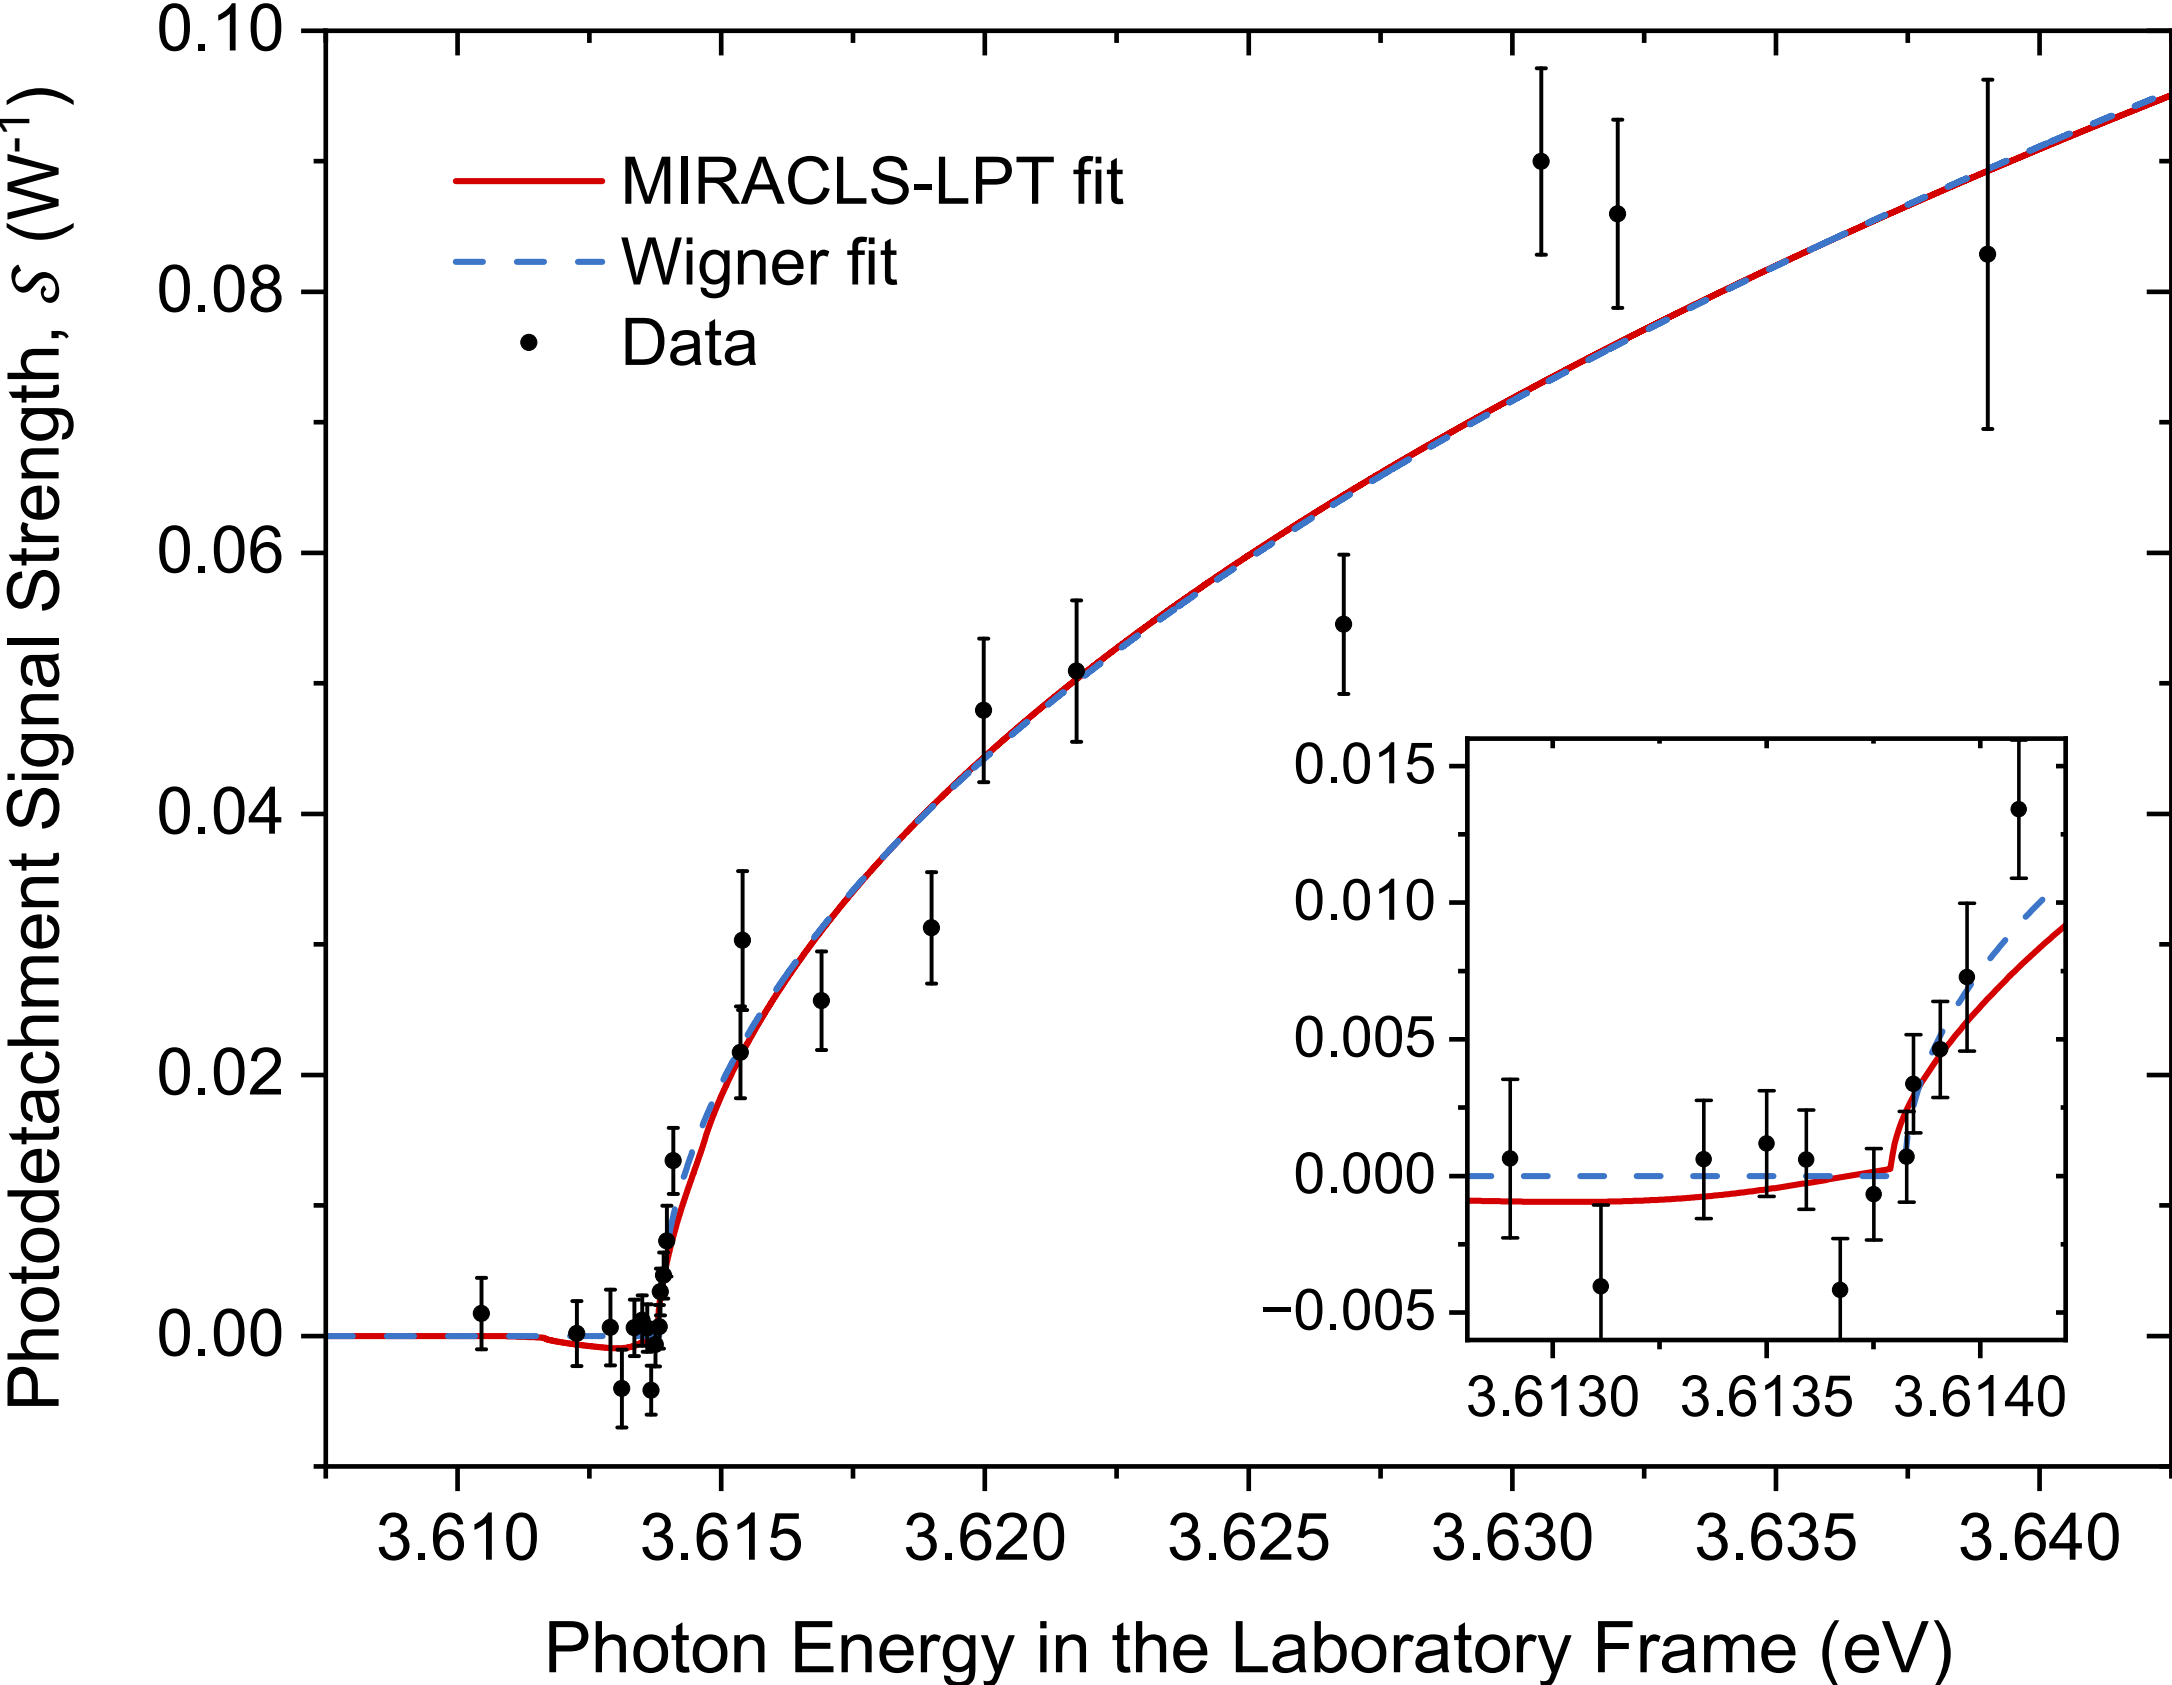 0.10
0.08
0.06
0.04
0.02
0.00
Photodetachment Signal Strength, s (W-1)
MIRACLS-LPT fit
Wigner fit
Data
0.015
0.010
0.005
0.000
−0.005
3.6130 3.6135 3.6140
3.610 3.615 3.620 3.625 3.630 3.635 3.640
Photon Energy in the Laboratory Frame (eV)